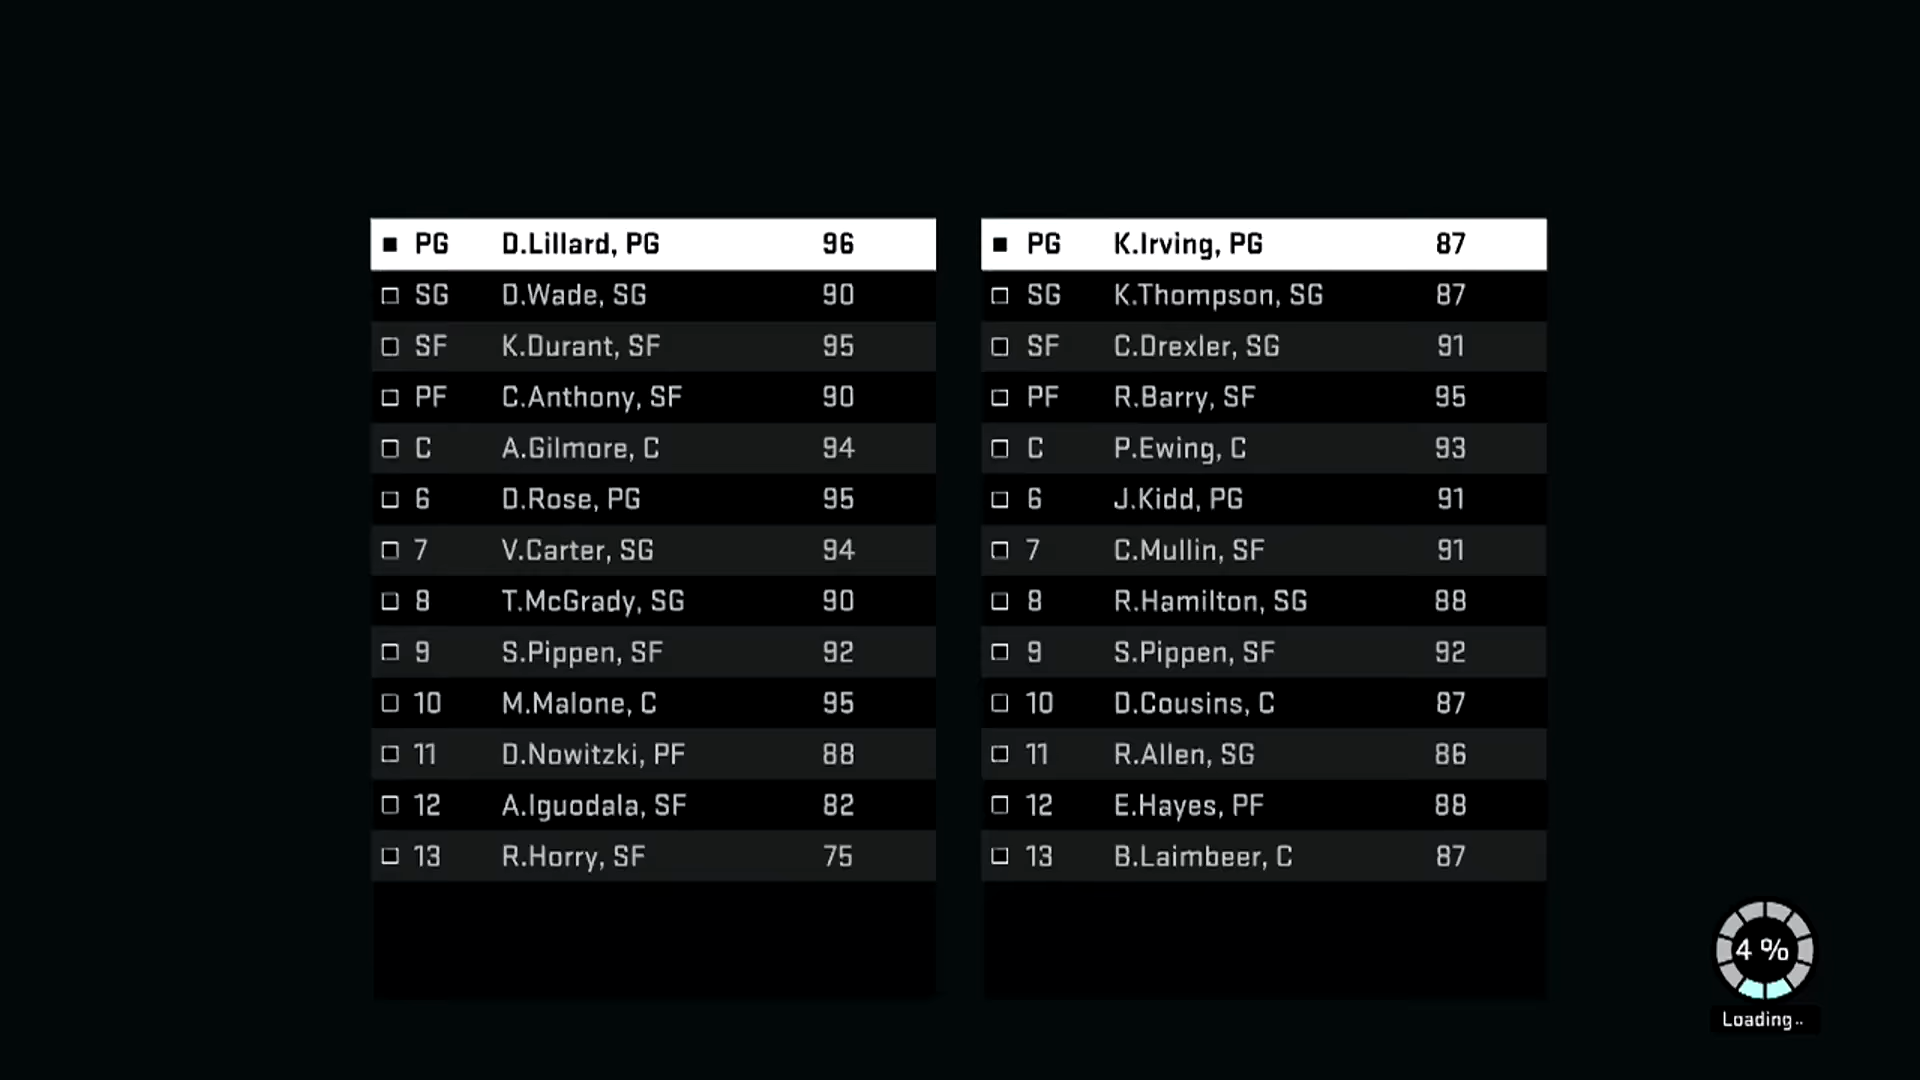 PG D.Lillard, PG 96
SG D.Wade, SG 90
SF K.Durant, SF 95
PF C.Anthony, SF 90
C A.Gilmore, C 94
6 D.Rose, PG 95
7 V.Carter, SG 94
8 T.McGrady, SG 90
9 S.Pippen, SF 92
10 M.Malone, C 95
11 D.Nowitzki, PF 88
12 A.Iguodala, SF 82
13 R.Horry, SF 75
PG K.Irving, PG 87
SG K.Thompson, SG 87
SF C.Drexler, SG 91
PF R.Barry, SF 95
C P.Ewing, C 93
6 J.Kidd, PG 91
7 C.Mullin, SF 91
8 R.Hamilton, SG 88
9 S.Pippen, SF 92
10 D.Cousins, C 87
11 R.Allen, SG 86
12 E.Hayes, PF 88
13 B.Laimbeer, C 87
4 %
Loading..